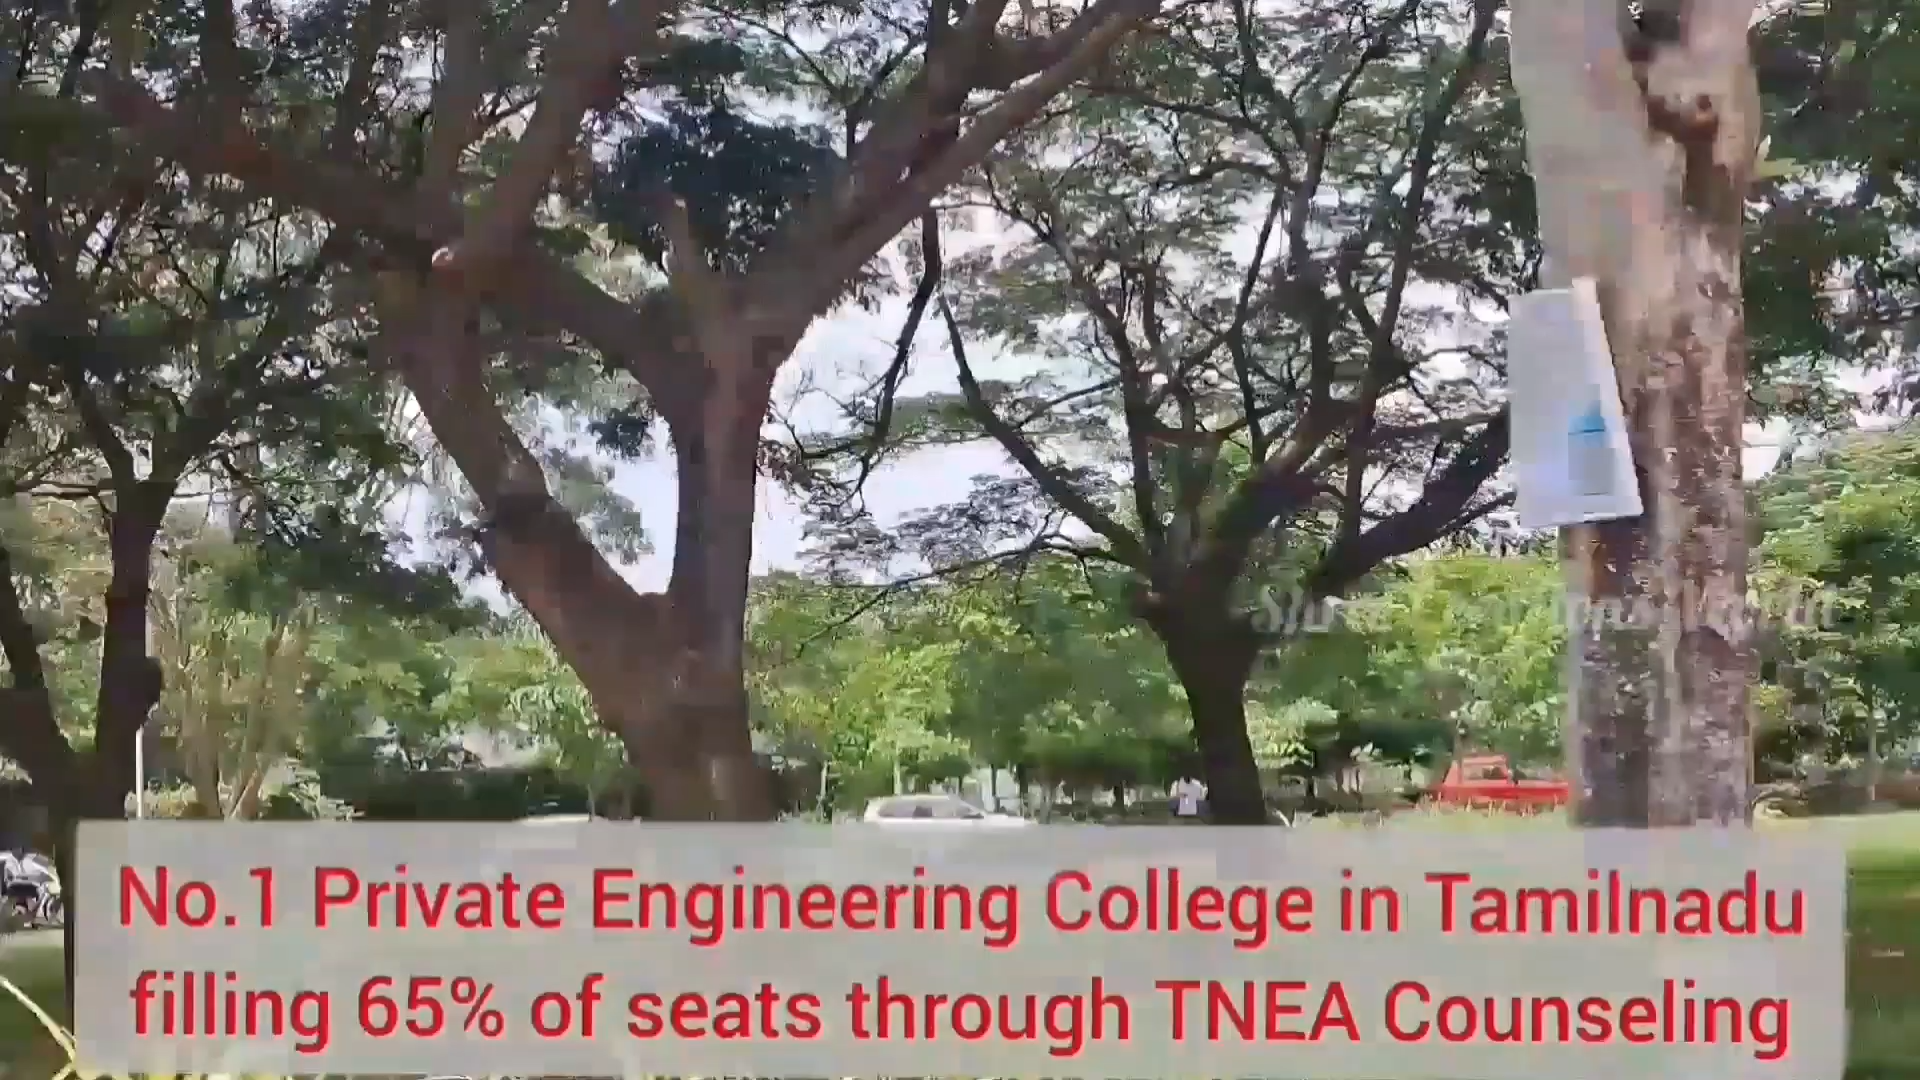 No.1 Private Engineering College in Tamilnadu
filling 65% of seats through TNEA Counseling